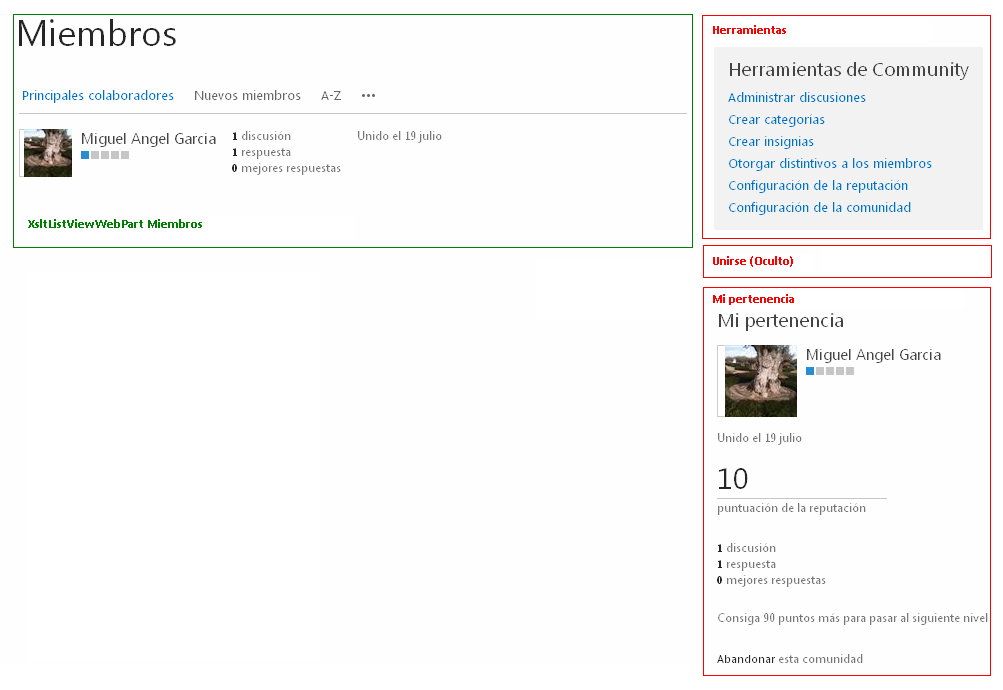 Miembros
Principales colaboradores Nuevos miembros A-Z •••
Miguel Angel Garcia
1 discusión
1 respuesta
0 mejores respuestas
Unido el 19 julio
XsltListViewWebPart Miembros
Herramientas
Herramientas de Community
Administrar discusiones
Crear categorías
Crear insignias
Otorgar distintivos a los miembros
Configuración de la reputación
Configuración de la comunidad
Unirse (Oculto)
Mi pertenencia
Mi pertenencia
Miguel Angel Garcia
Unido el 19 julio
10
puntuación de la reputación
1 discusión
1 respuesta
0 mejores respuestas
Consiga 90 puntos más para pasar al siguiente nivel
Abandonar esta comunidad